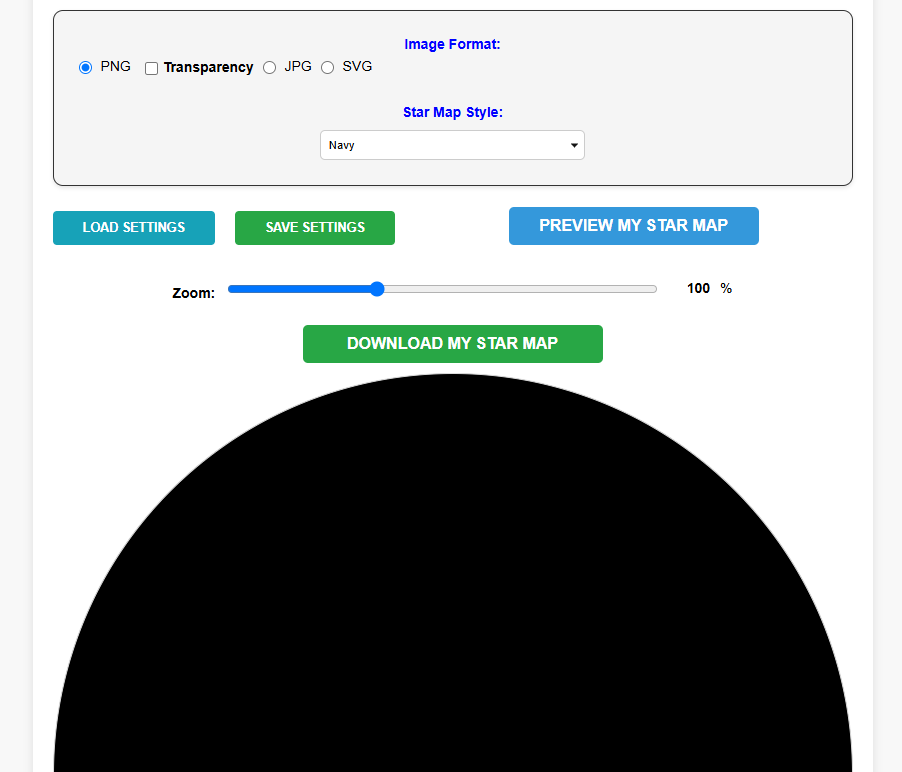 Image Format:
PNG Transparency JPG SVG
Star Map Style:
Navy
LOAD SETTINGS SAVE SETTINGS PREVIEW MY STAR MAP
Zoom: 100 %
DOWNLOAD MY STAR MAP